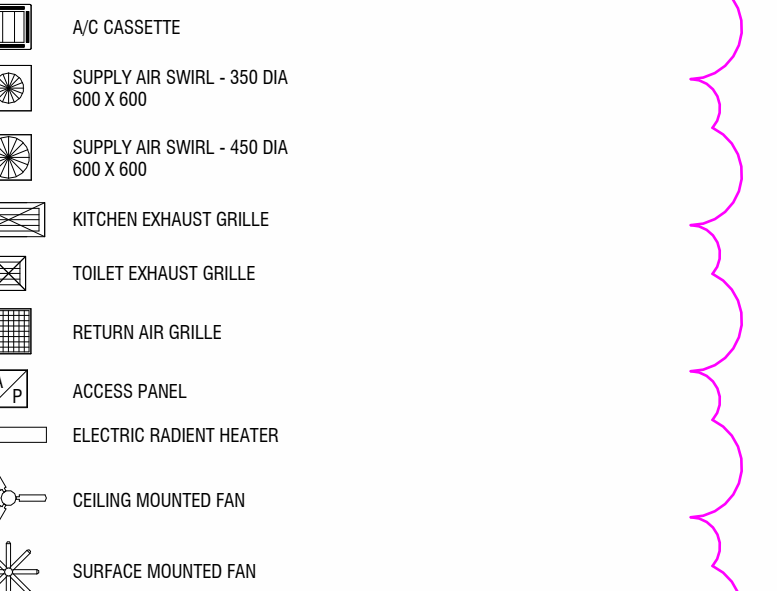 A/C CASSETTE
SUPPLY AIR SWIRL - 350 DIA
600 X 600
SUPPLY AIR SWIRL - 450 DIA
600 X 600
KITCHEN EXHAUST GRILLE
TOILET EXHAUST GRILLE
RETURN AIR GRILLE
P
ACCESS PANEL
ELECTRIC RADIENT HEATER
CEILING MOUNTED FAN
SURFACE MOUNTED FAN